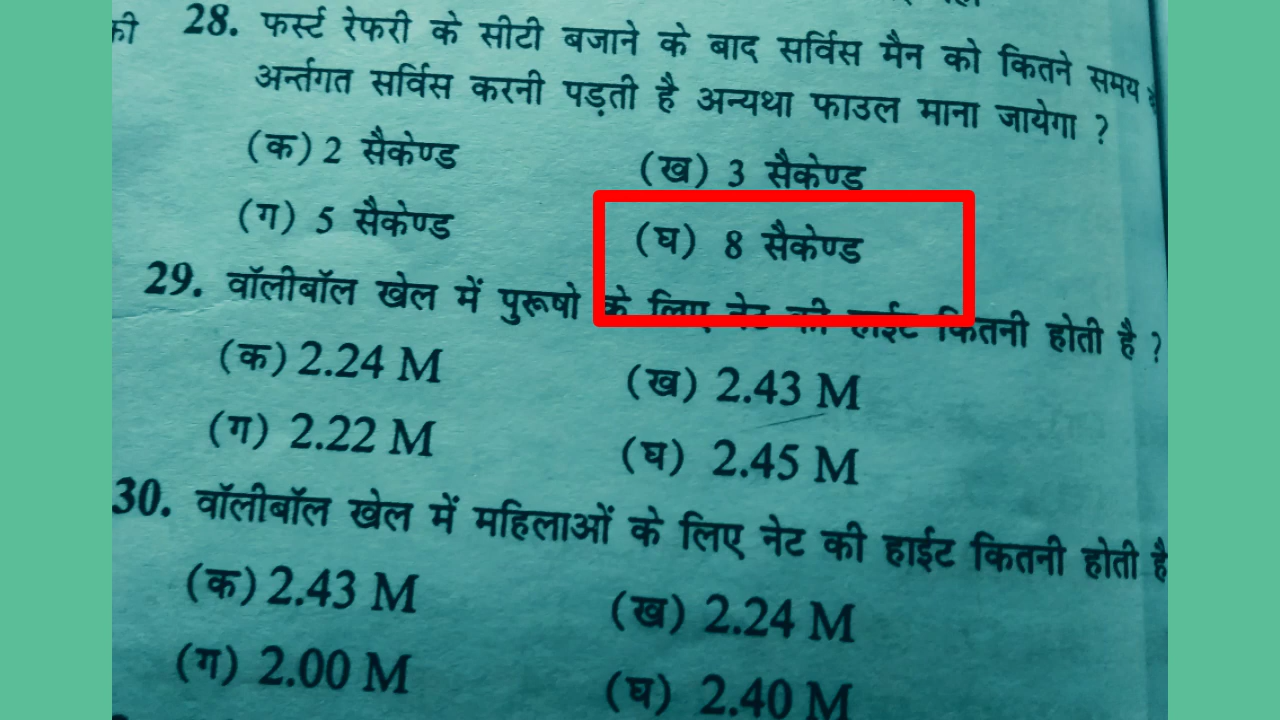 की 28. फर्स्ट रेफरी के सीटी बजाने के बाद सर्विस मैन को कितने समय
अर्न्तगत सर्विस करनी पड़ती है अन्यथा फाउल माना जायेगा ?
(क) 2 सैकेण्ड (ख) 3 सैकेण्ड
(ग) 5 सैकेण्ड (घ) 8 सैकेण्ड
29. वॉलीबॉल खेल में पुरूषो के लिए नेट की हाईट कितनी होती है ?
(क) 2.24 M (ख) 2.43 M
(ग) 2.22 M (घ) 2.45 M
30. वॉलीबॉल खेल में महिलाओं के लिए नेट की हाईट कितनी होती है
(क) 2.43 M (ख) 2.24 M
(ग) 2.00 M (घ) 2.40 M